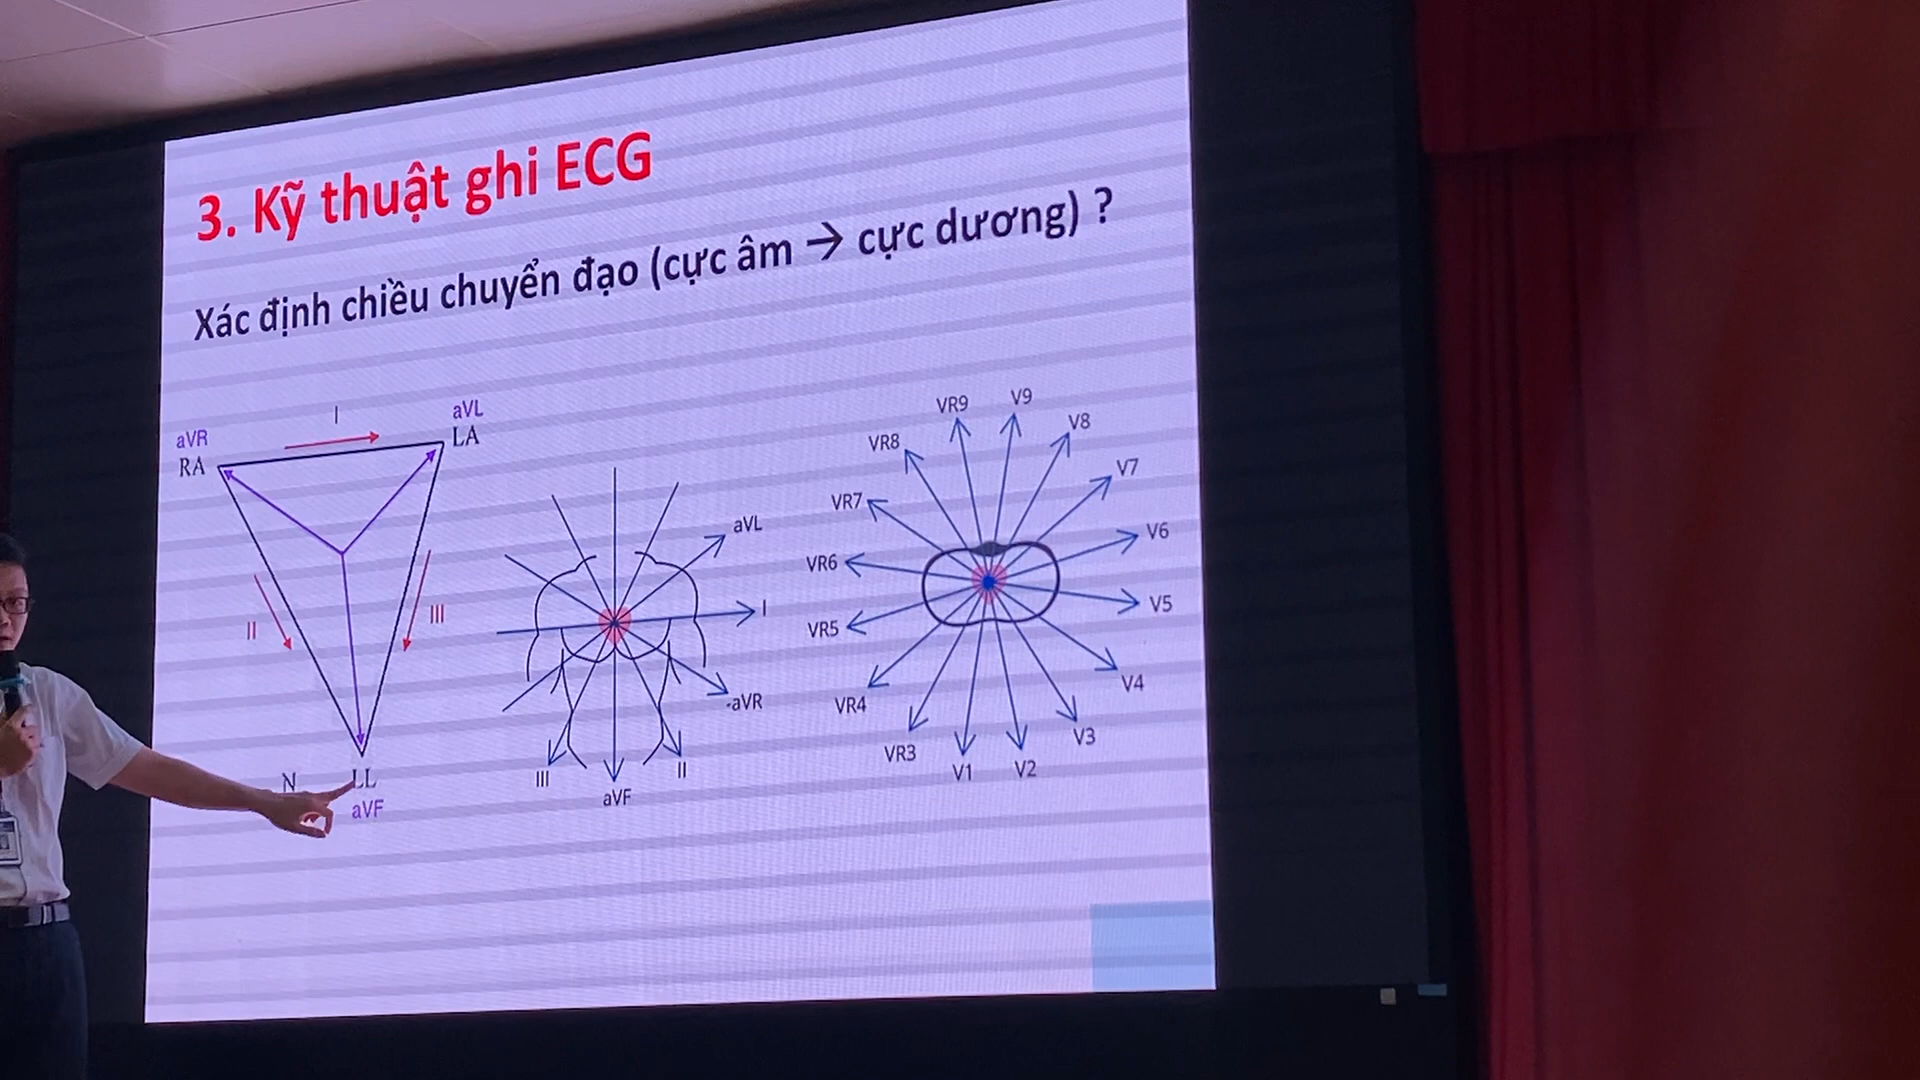 3. Kỹ thuật ghi ECG
Xác định chiều chuyển đạo (cực âm → cực dương) ?
I
aVR
RA
aVL
LA
II
III
N
LL
aVF
aVL
I
-aVR
II
aVF
III
VR9
V9
VR8
V8
VR7
V7
VR6
V6
VR5
V5
VR4
V4
VR3
V3
V1
V2